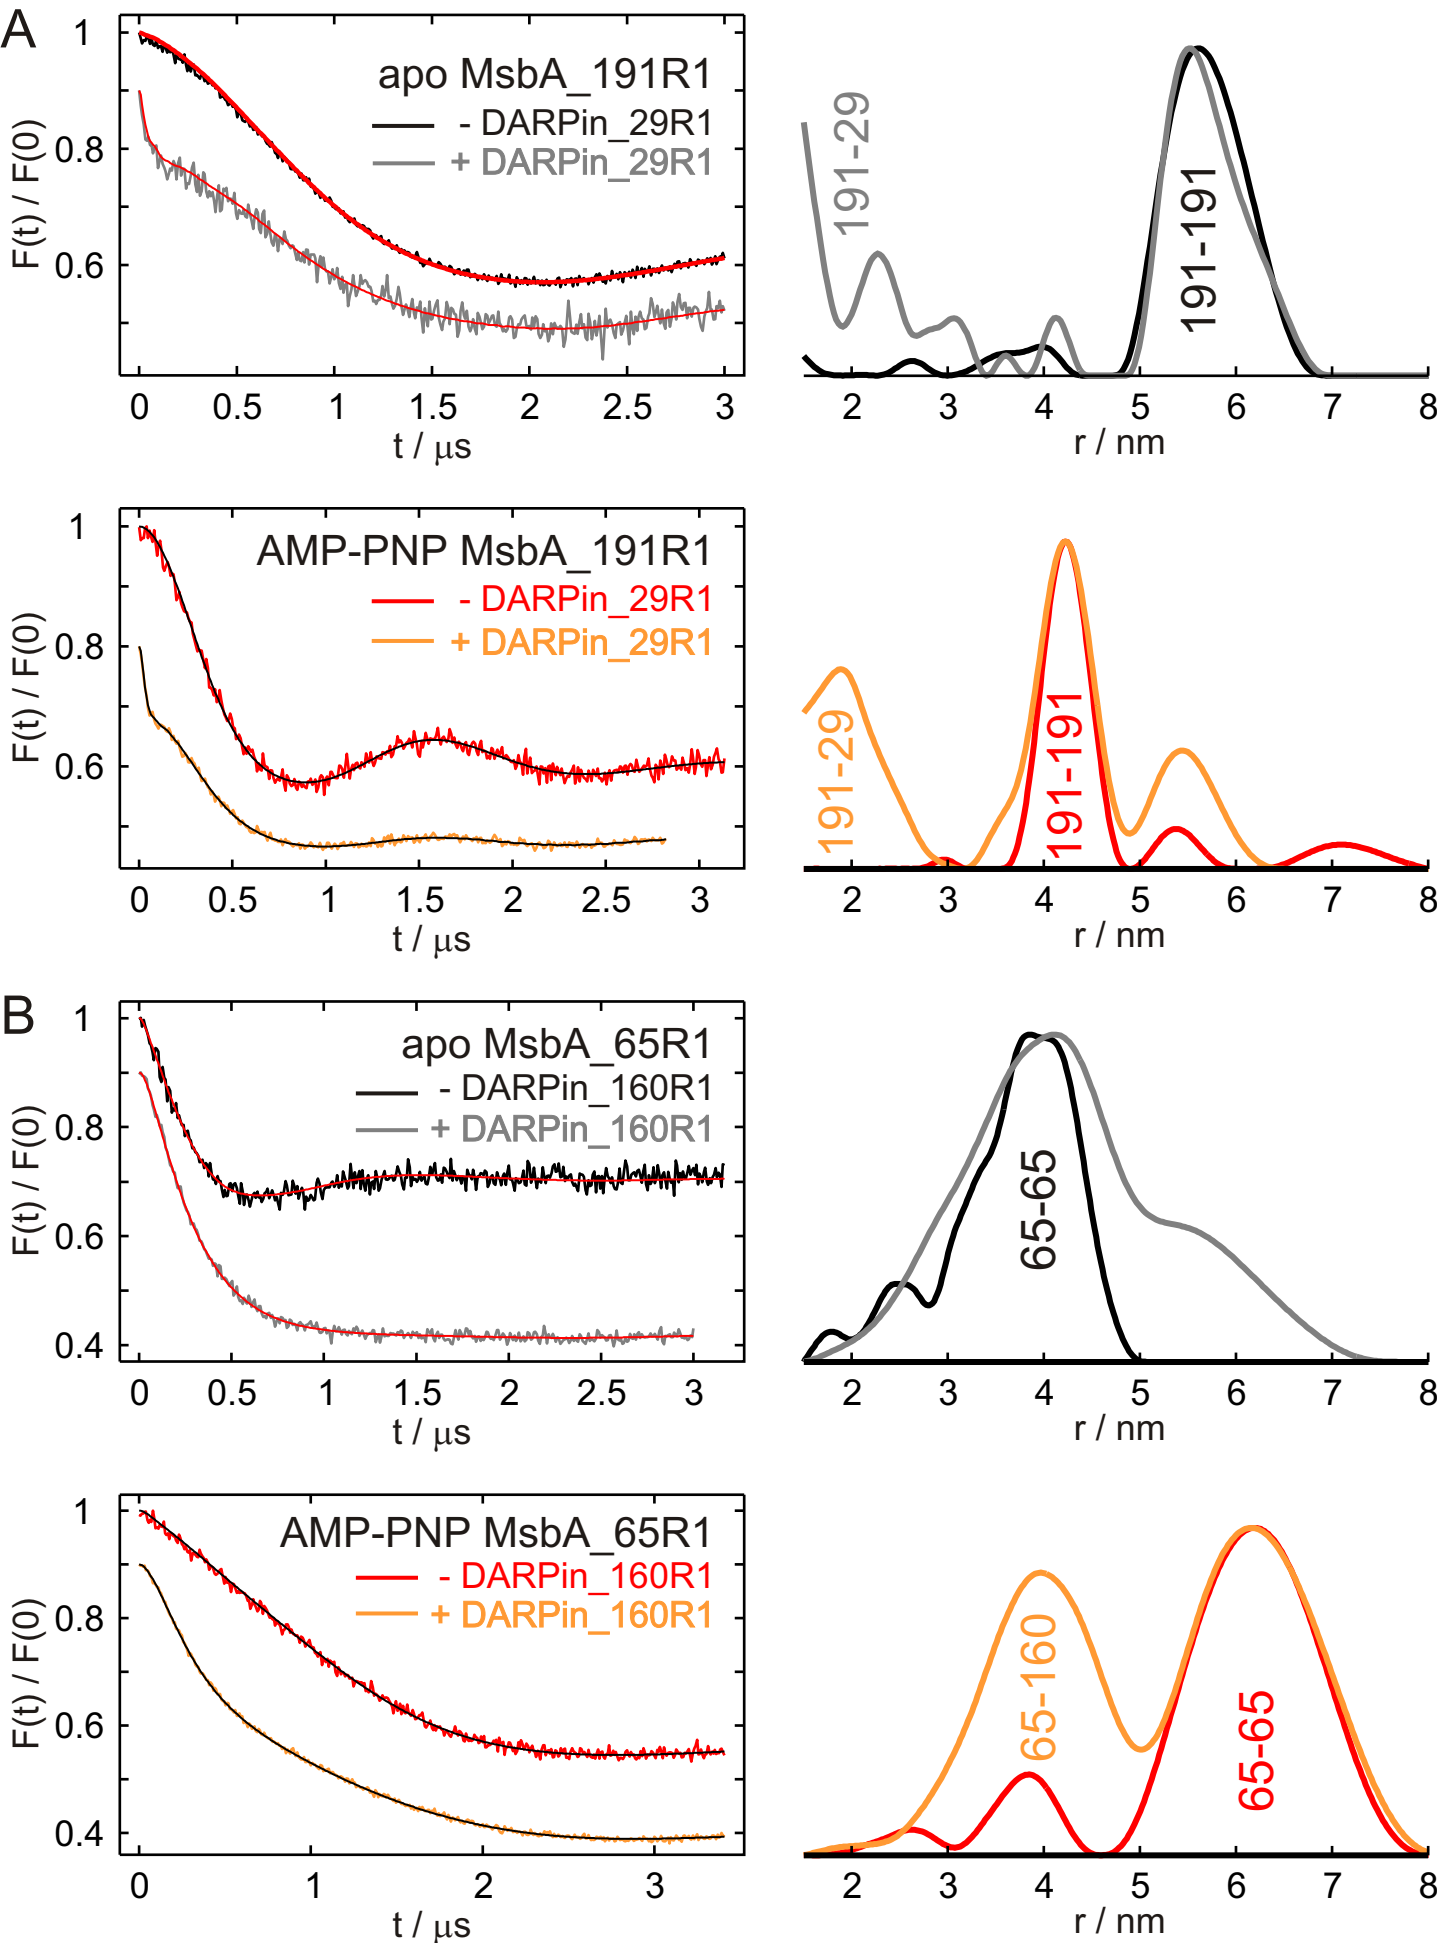 A
apo MsbA_191R1
- DARPin_29R1
+ DARPin_29R1
F(t) / F(0)
1
0.8
0.6
0 0.5 1 1.5 2 2.5 3
t / μs
191-29
191-191
2 3 4 5 6 7 8
r / nm
AMP-PNP MsbA_191R1
- DARPin_29R1
+ DARPin_29R1
F(t) / F(0)
1
0.8
0.6
0 0.5 1 1.5 2 2.5 3
t / μs
191-29
191-191
2 3 4 5 6 7 8
r / nm
B
apo MsbA_65R1
- DARPin_160R1
+ DARPin_160R1
F(t) / F(0)
1
0.8
0.6
0.4
0 0.5 1 1.5 2 2.5 3
t / μs
65-65
2 3 4 5 6 7 8
r / nm
AMP-PNP MsbA_65R1
- DARPin_160R1
+ DARPin_160R1
F(t) / F(0)
1
0.8
0.6
0.4
0 1 2 3
t / μs
65-160
65-65
2 3 4 5 6 7 8
r / nm